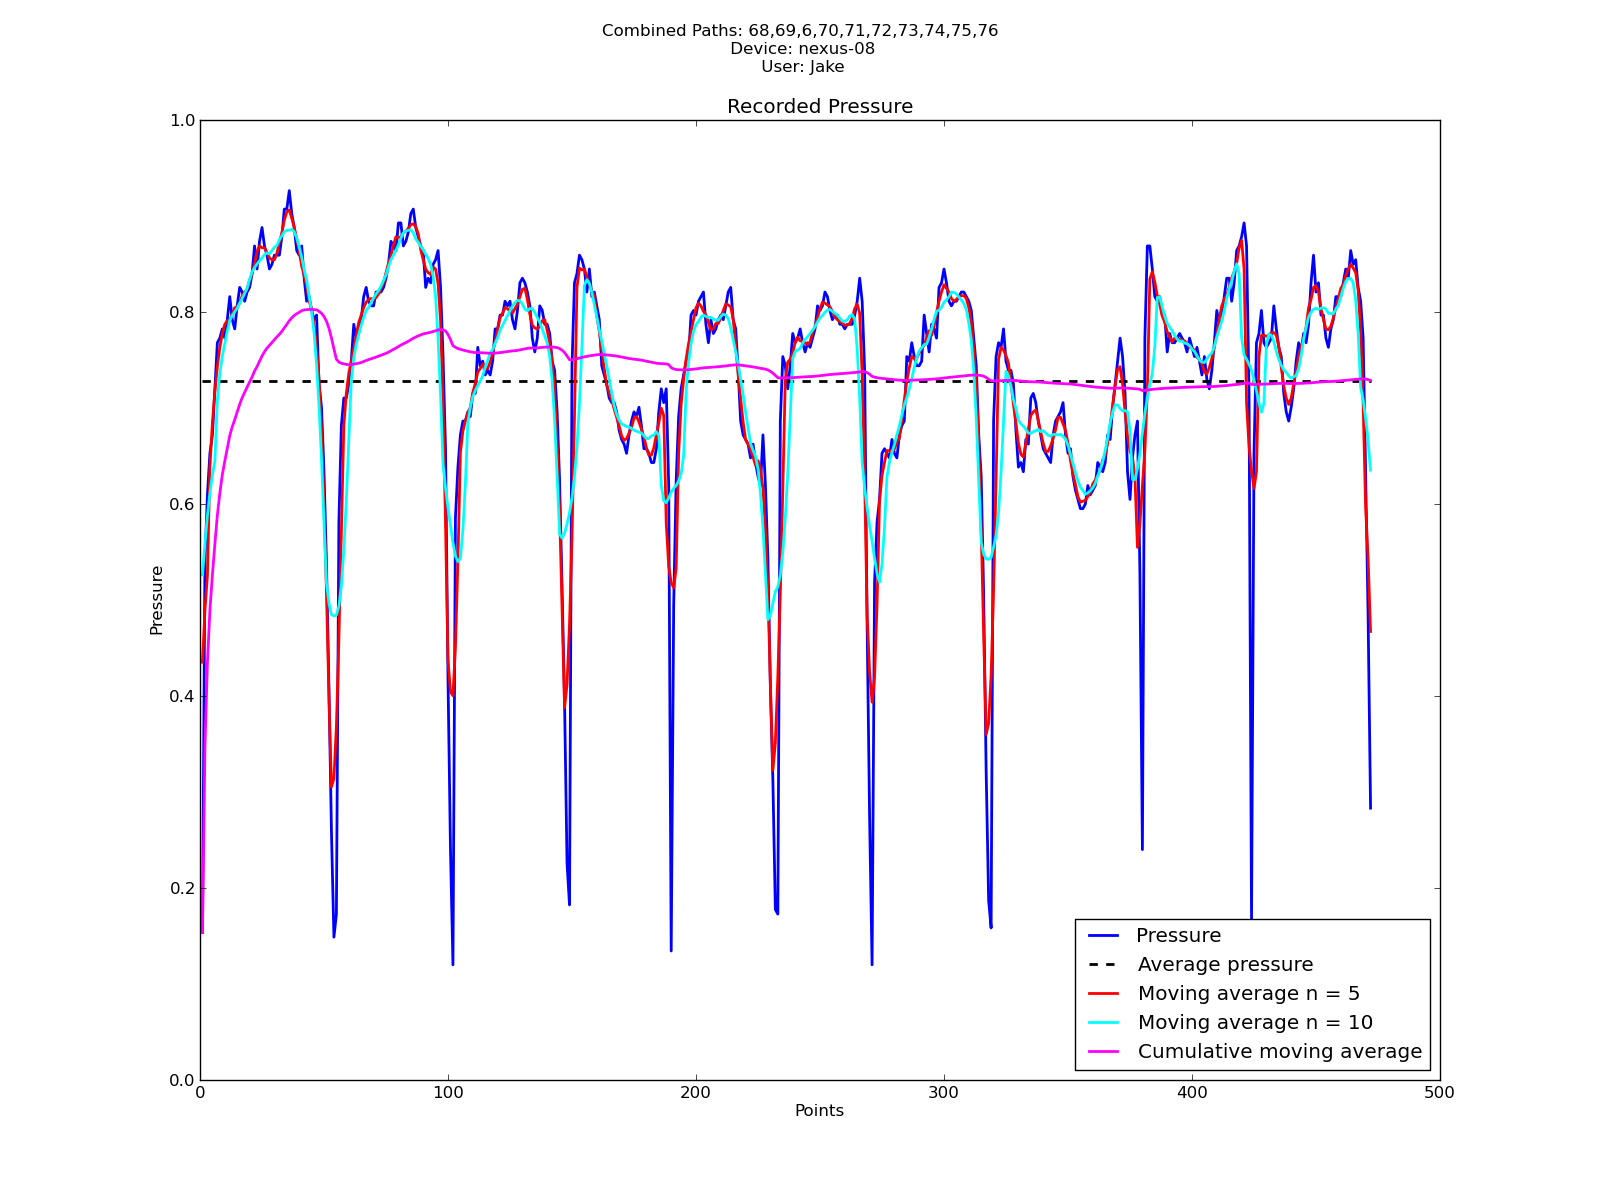 Combined Paths: 68,69,6,70,71,72,73,74,75,76
Device: nexus-08
User: Jake
Recorded Pressure
1.0
0.8
0.6
0.4
0.2
0.0
Pressure
0 100 200 300 400 500
Points
Pressure
Average pressure
Moving average n = 5
Moving average n = 10
Cumulative moving average